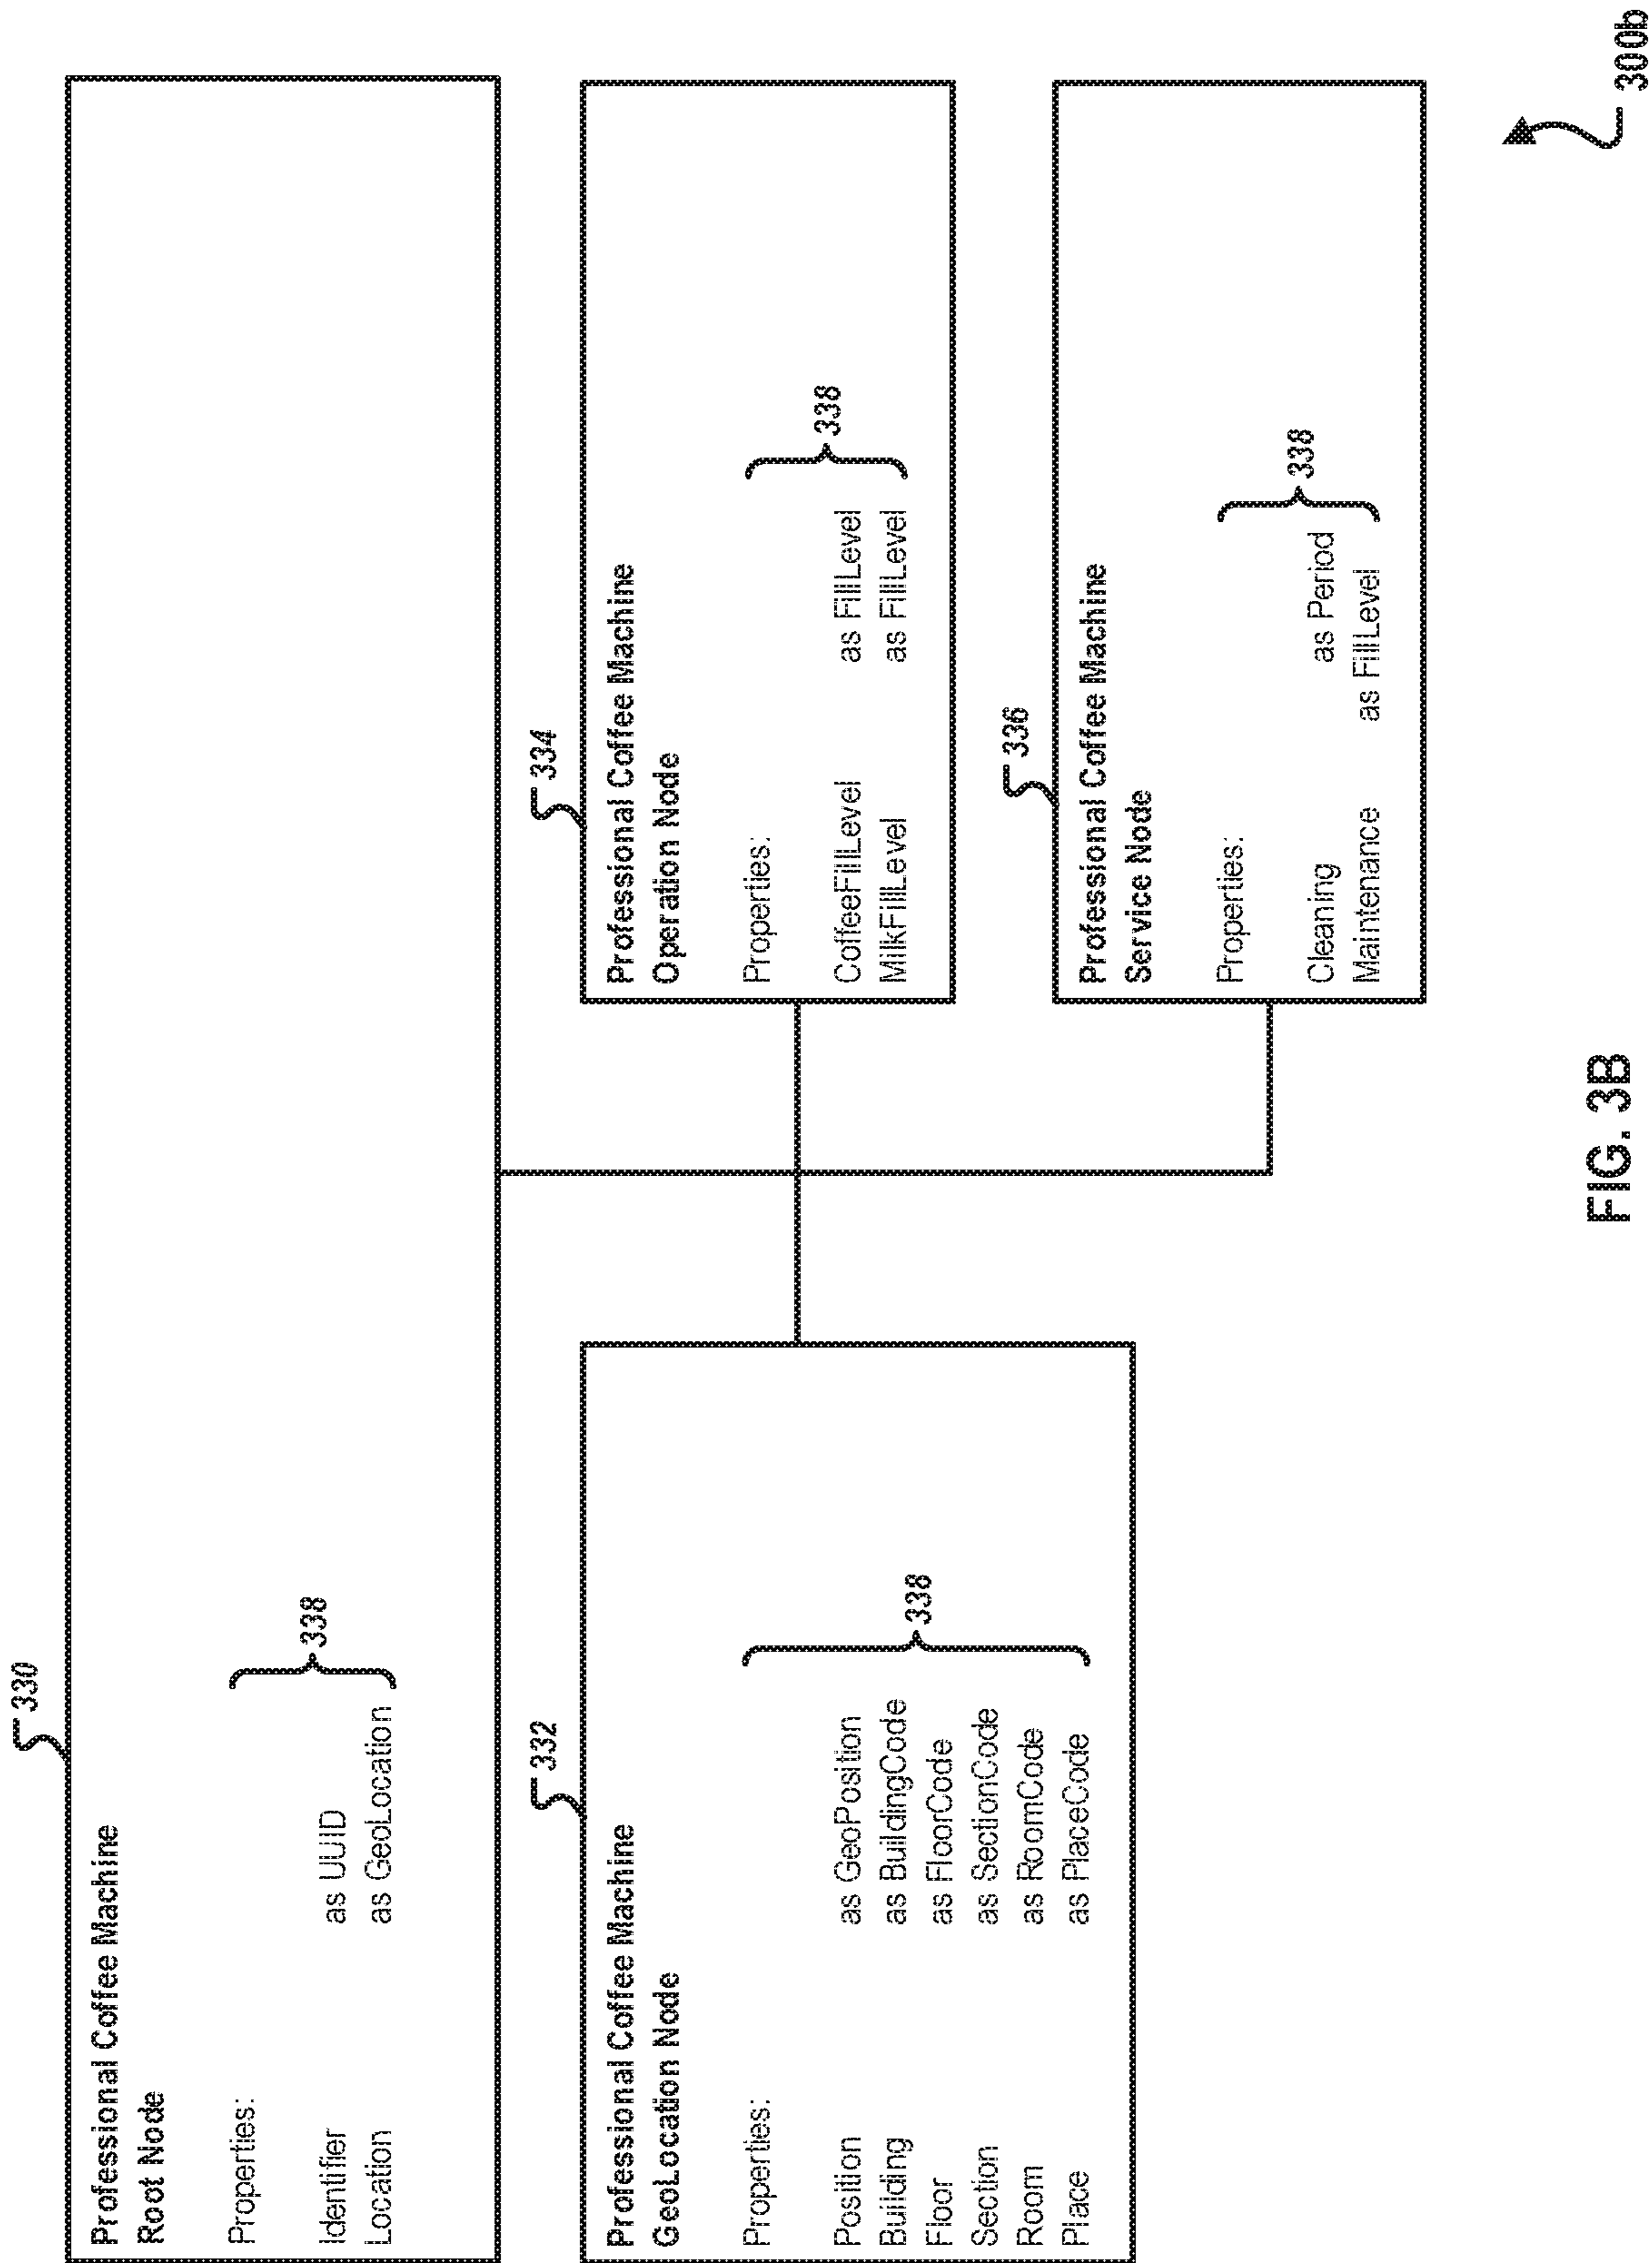 330
Professional Coffee Machine
Root Node
Properties:
Identifier as UUID
Location as GeoLocation
338
332
Professional Coffee Machine
GeoLocation Node
Properties:
Position as GeoPosition
Building as BuildingCode
Floor as FloorCode
Section as SectionCode
Room as RoomCode
Place as PlaceCode
338
334
Professional Coffee Machine
Operation Node
Properties:
CoffeeFillLevel as FillLevel
MilkFillLevel as FillLevel
338
336
Professional Coffee Machine
Service Node
Properties:
Cleaning as Period
Maintenance as FillLevel
338
300b
FIG. 3B